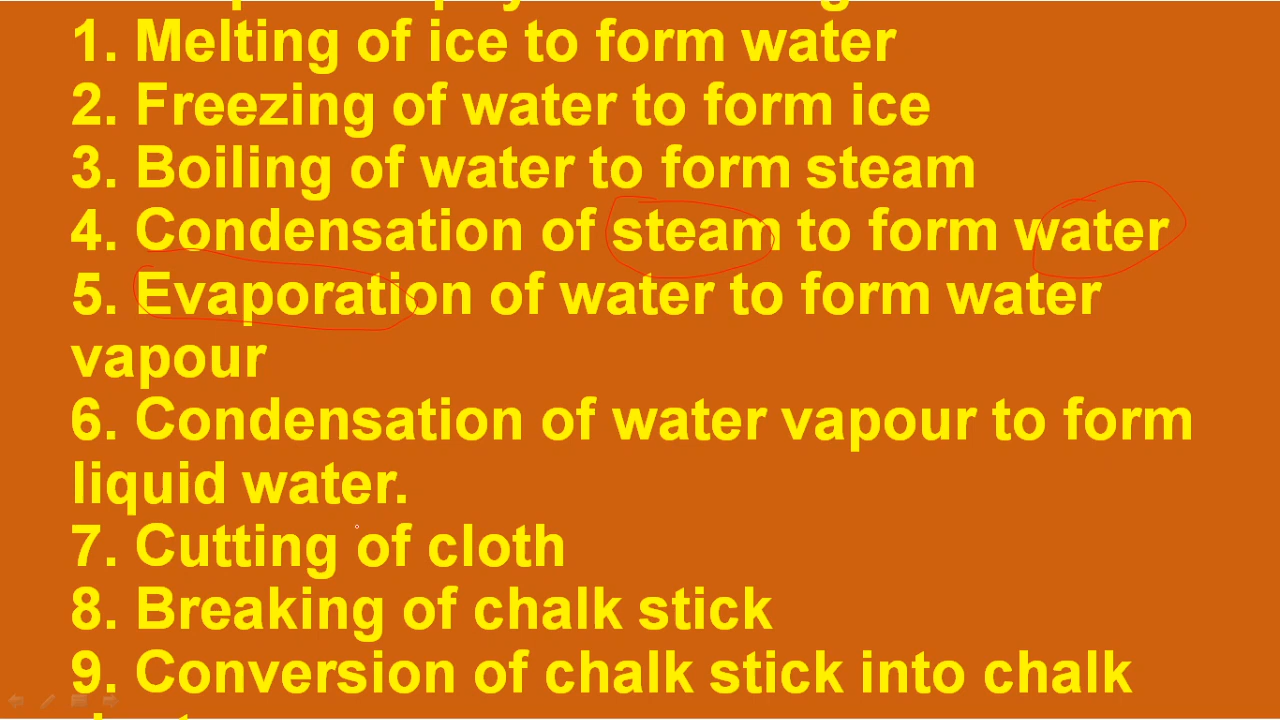 1. Melting of ice to form water
2. Freezing of water to form ice
3. Boiling of water to form steam
4. Condensation of steam to form water
5. Evaporation of water to form water
vapour
6. Condensation of water vapour to form
liquid water.
7. Cutting of cloth
8. Breaking of chalk stick
9. Conversion of chalk stick into chalk